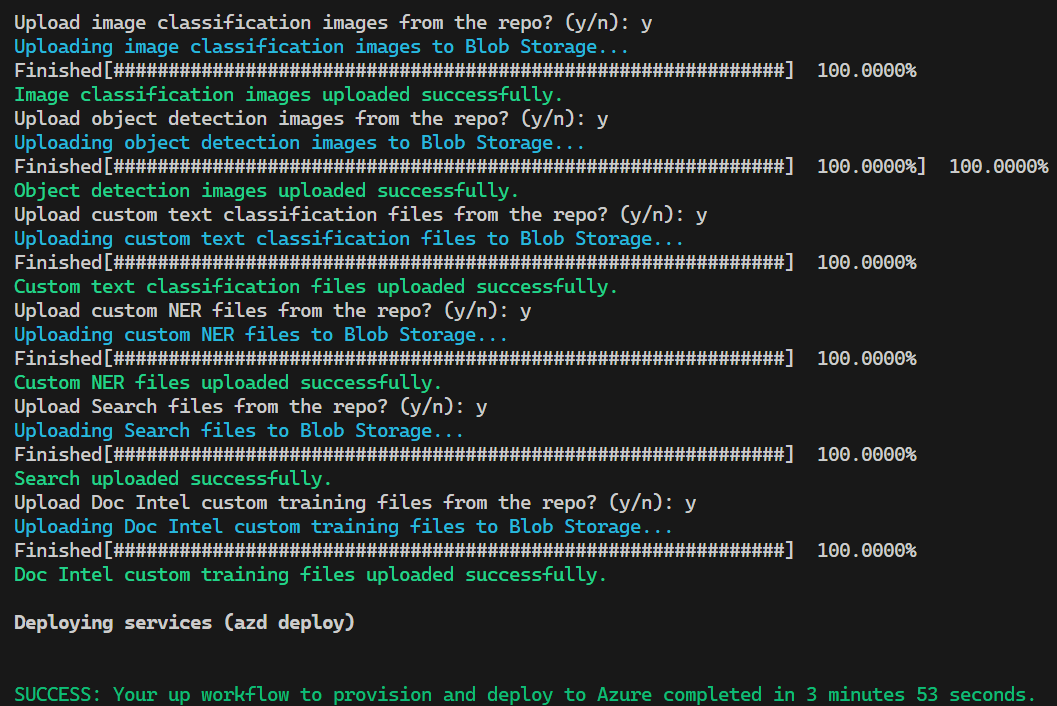 Upload image classification images from the repo? (y/n): y
Uploading image classification images to Blob Storage...
Finished[#############################################################]  100.0000%
Image classification images uploaded successfully.
Upload object detection images from the repo? (y/n): y
Uploading object detection images to Blob Storage...
Finished[#############################################################]  100.0000%]  100.0000%
Object detection images uploaded successfully.
Upload custom text classification files from the repo? (y/n): y
Uploading custom text classification files to Blob Storage...
Finished[#############################################################]  100.0000%
Custom text classification files uploaded successfully.
Upload custom NER files from the repo? (y/n): y
Uploading custom NER files to Blob Storage...
Finished[#############################################################]  100.0000%
Custom NER files uploaded successfully.
Upload Search files from the repo? (y/n): y
Uploading Search files to Blob Storage...
Finished[#############################################################]  100.0000%
Search uploaded successfully.
Upload Doc Intel custom training files from the repo? (y/n): y
Uploading Doc Intel custom training files to Blob Storage...
Finished[#############################################################]  100.0000%
Doc Intel custom training files uploaded successfully.
Deploying services (azd deploy)
SUCCESS: Your up workflow to provision and deploy to Azure completed in 3 minutes 53 seconds.